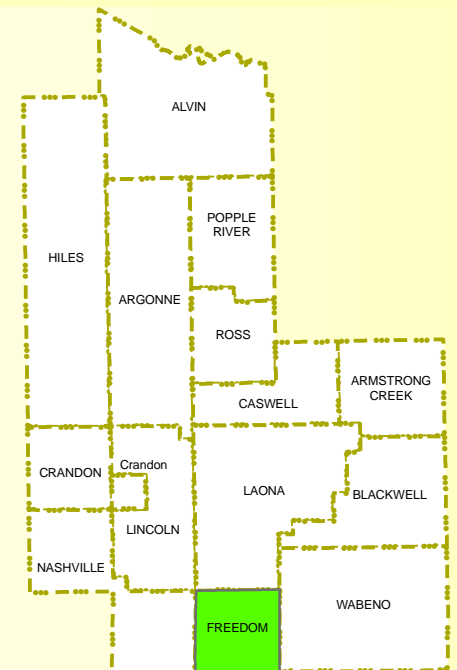 ALVIN
POPPLE
RIVER
HILES
ARGONNE
ROSS
ARMSTRONG
CREEK
CASWELL
CRANDON
Crandon
LAONA
BLACKWELL
LINCOLN
NASHVILLE
WABENO
FREEDOM